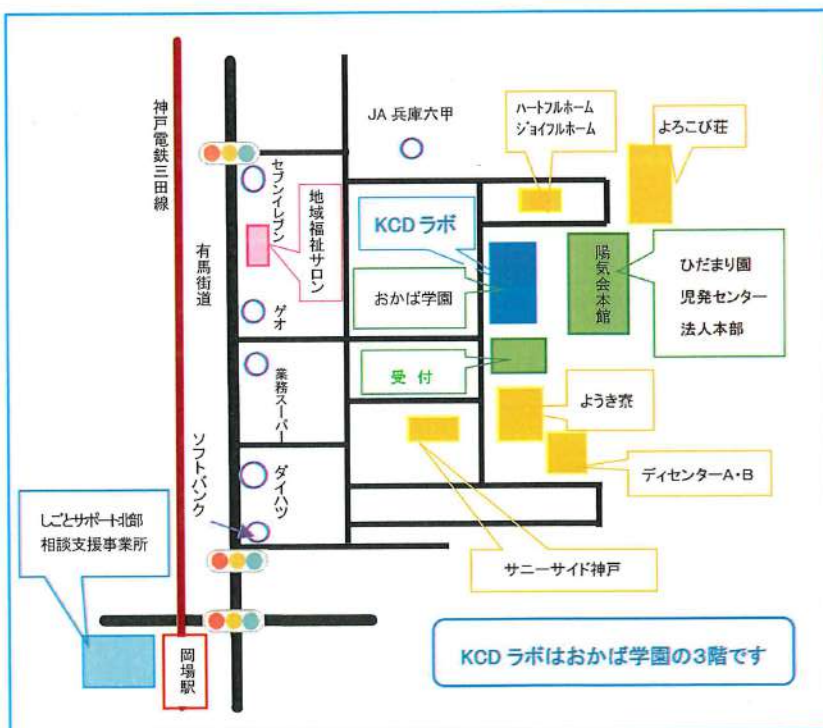 神戸電鉄三田線
有馬街道
セブンイレブン
地域福祉サロン
ゲオ
業務スーパー
ソフトバンク
ダイハツ
JA 兵庫六甲
ハートフルホーム
ジョイフルホーム
よろこび荘
KCD ラボ
おかば学園
陽気会本館
ひだまり園
児発センター
法人本部
受付
ようき寮
ディセンターA・B
サニーサイド神戸
しごとサポート北部
相談支援事業所
岡場駅
KCD ラボはおかば学園の3階です